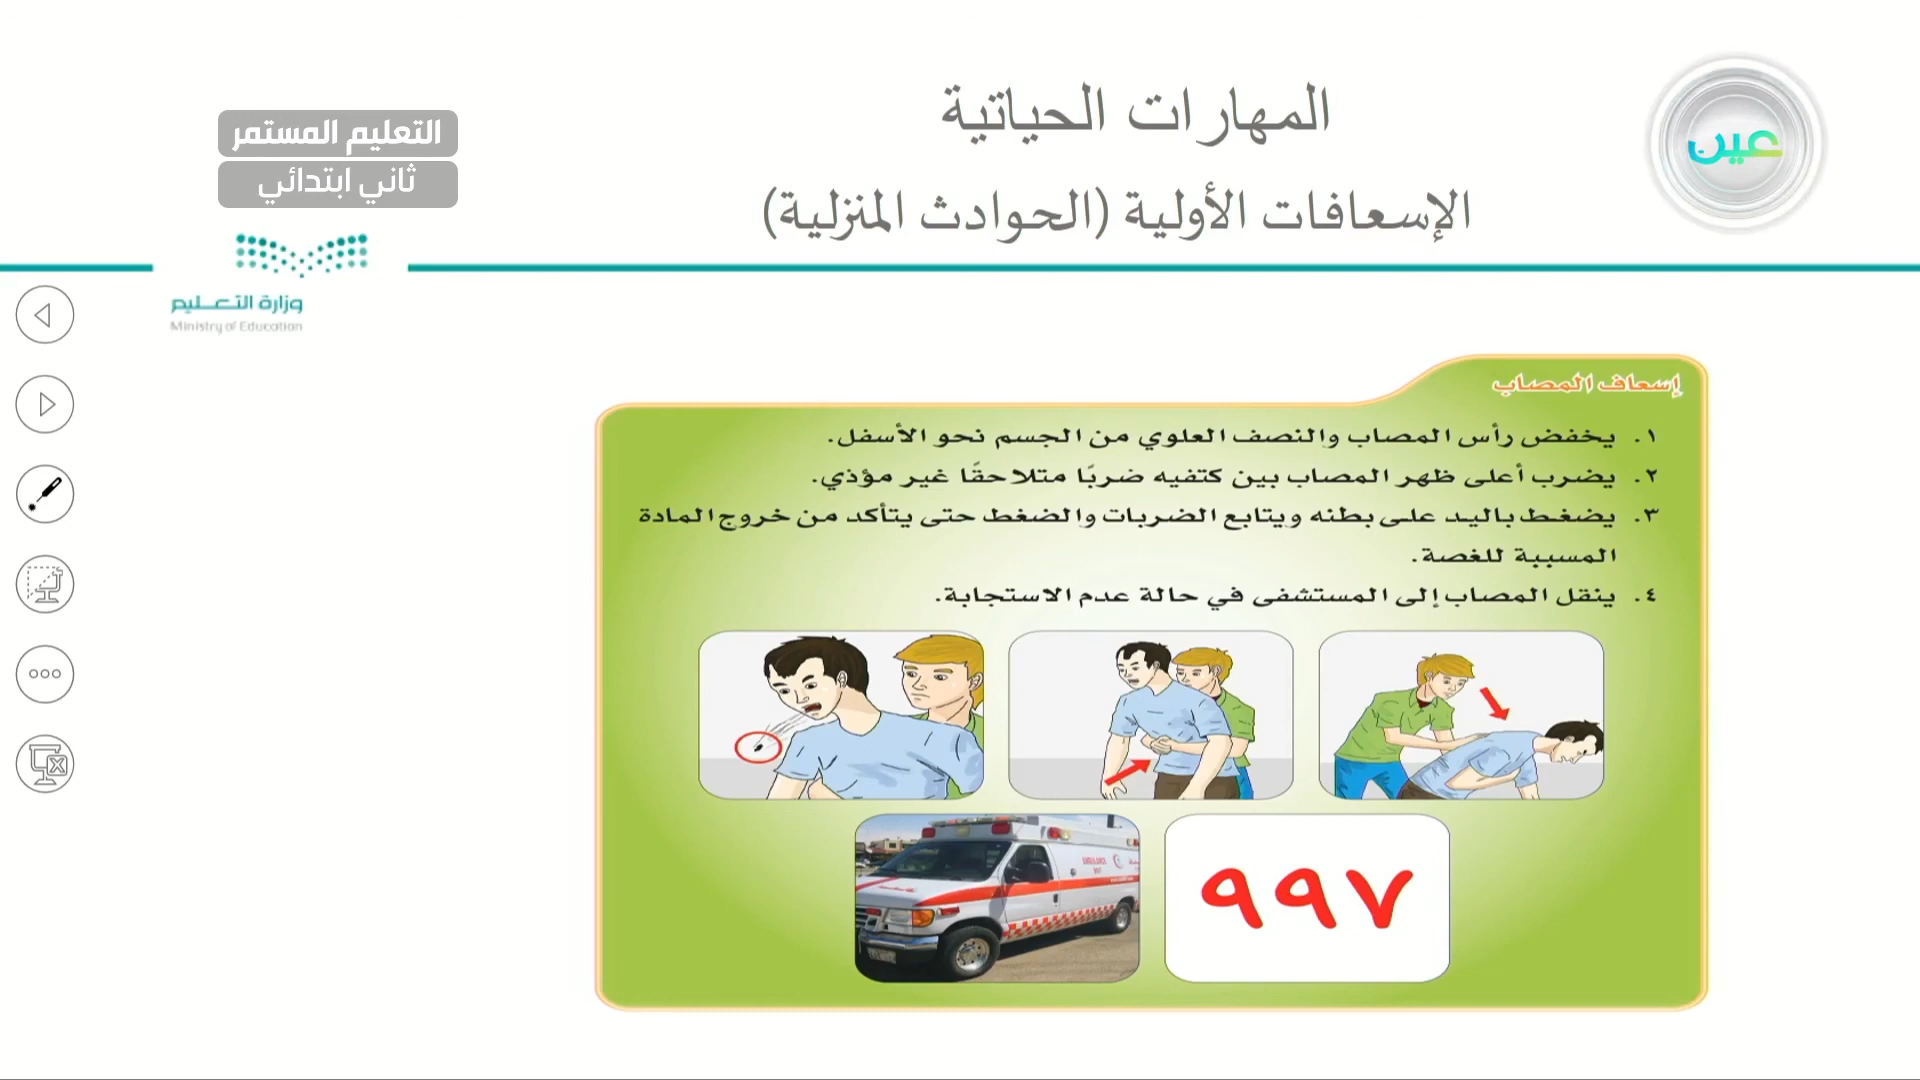 المهارات الحياتية
الإسعافات الأولية (الحوادث المنزلية)
عين
التعليم المستمر
ثاني ابتدائي
وزارة التعـليم
Ministry of Education
إسعاف المصاب
١. يخفض رأس المصاب والنصف العلوي من الجسم نحو الأسفل.
٢. يضرب أعلى ظهر المصاب بين كتفيه ضربًا متلاحقًا غير مؤذي.
٣. يضغط باليد على بطنه ويتابع الضربات والضغط حتى يتأكد من خروج المادة
المسببة للغصة.
٤. ينقل المصاب إلى المستشفى في حالة عدم الاستجابة.
٩٩٧
AMBULANCE